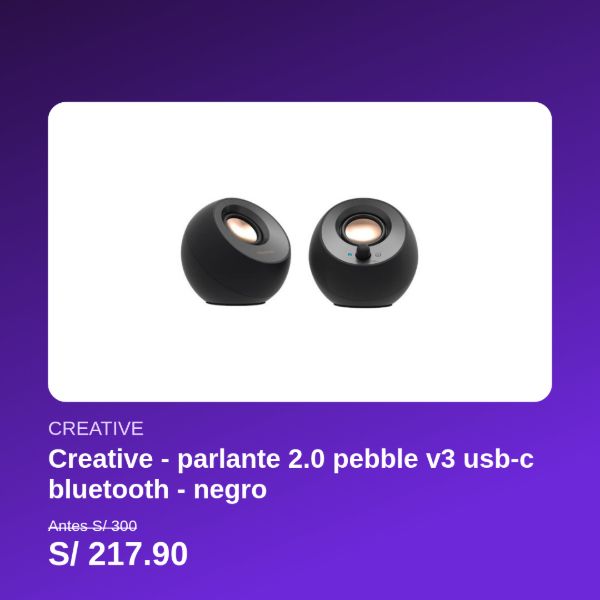 CREATIVE
Creative - parlante 2.0 pebble v3 usb-c
bluetooth - negro
Antes S/ 300
S/ 217.90